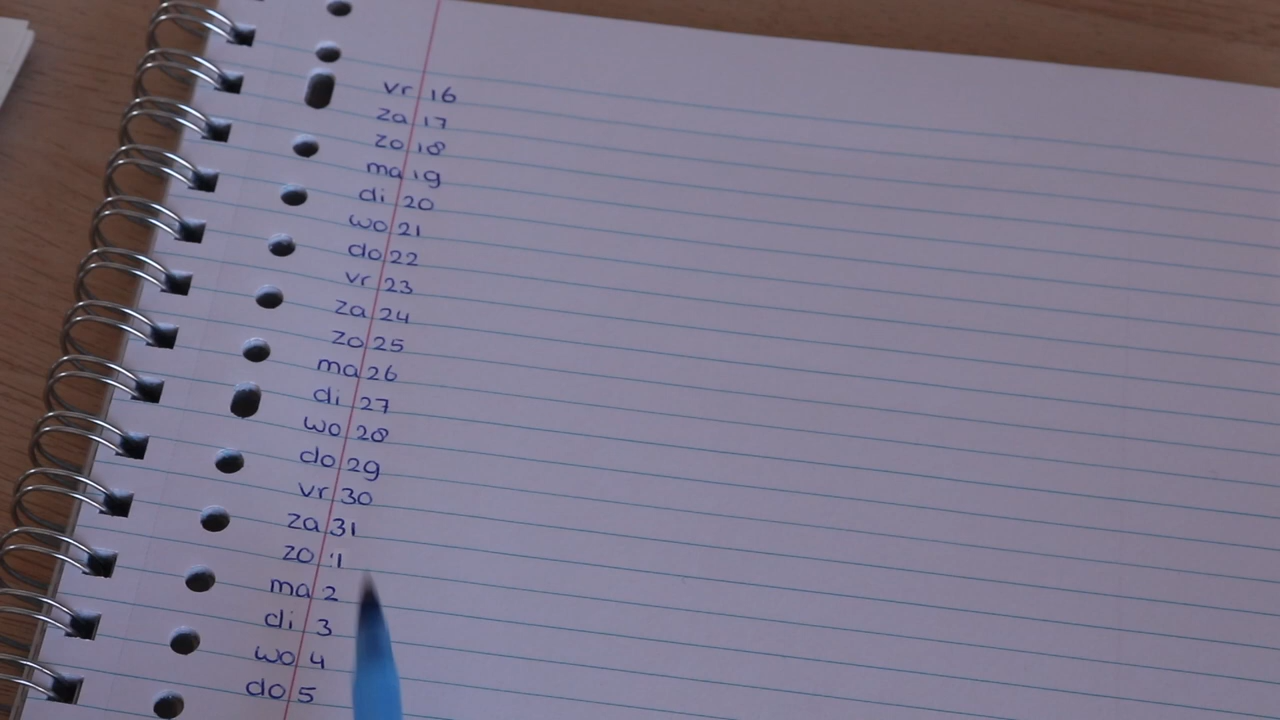 vr 16
za 17
zo 18
ma 19
di 20
wo 21
do 22
vr 23
za 24
zo 25
ma 26
di 27
wo 28
do 29
vr 30
za 31
zo 1
ma 2
di 3
wo 4
do 5